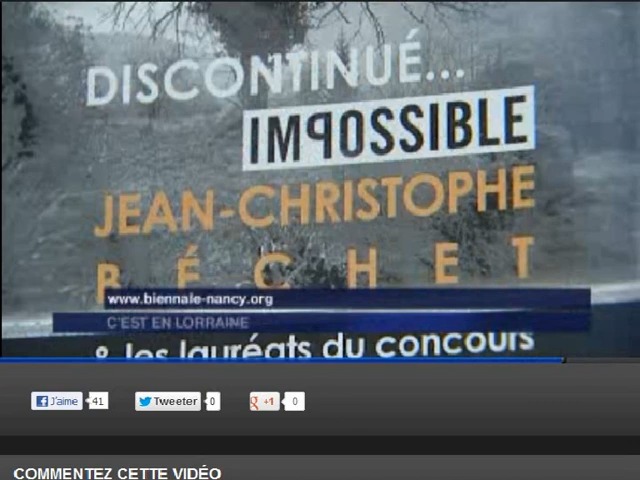 DISCONTINUÉ...
IMPOSSIBLE
JEAN-CHRISTOPHE
BÉCHET
www.biennale-nancy.org
C'EST EN LORRAINE
& les lauréats du concours
J'aime 41 Tweeter 0 +1 0
COMMENTEZ CETTE VIDÉO